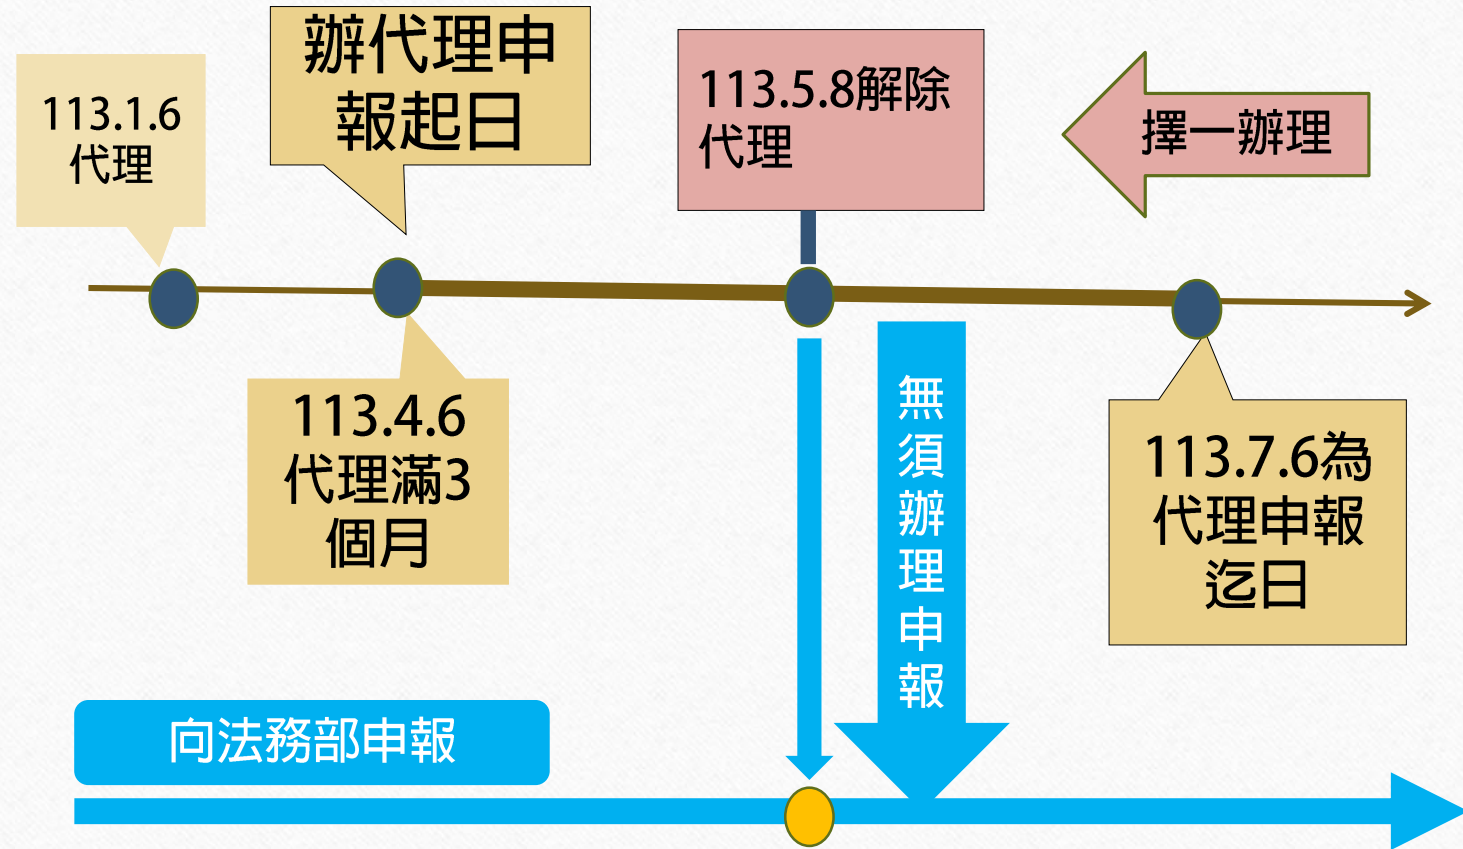 113.1.6
代理
辦代理申
報起日
113.5.8解除
代理
擇一辦理
113.4.6
代理滿3
個月
無須辦理申報
113.7.6為
代理申報
迄日
向法務部申報